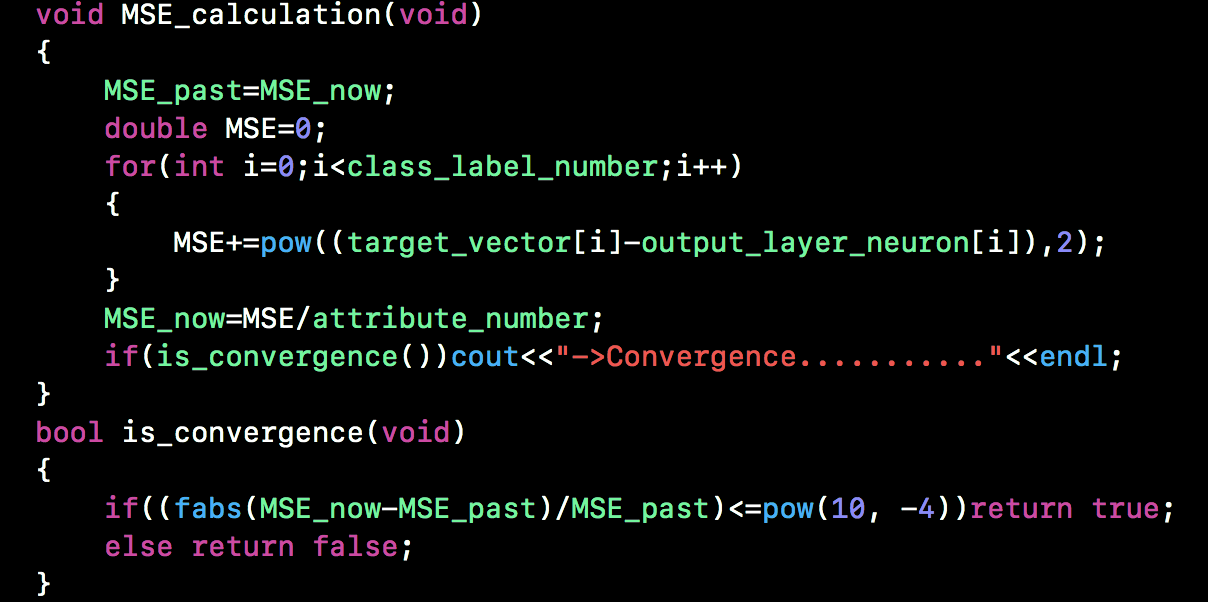 void MSE_calculation(void)
{
    MSE_past=MSE_now;
    double MSE=0;
    for(int i=0;i<class_label_number;i++)
    {
        MSE+=pow((target_vector[i]-output_layer_neuron[i]),2);
    }
    MSE_now=MSE/attribute_number;
    if(is_convergence())cout<<"->Convergence..........."<<endl;
}
bool is_convergence(void)
{
    if((fabs(MSE_now-MSE_past)/MSE_past)<=pow(10, -4))return true;
    else return false;
}